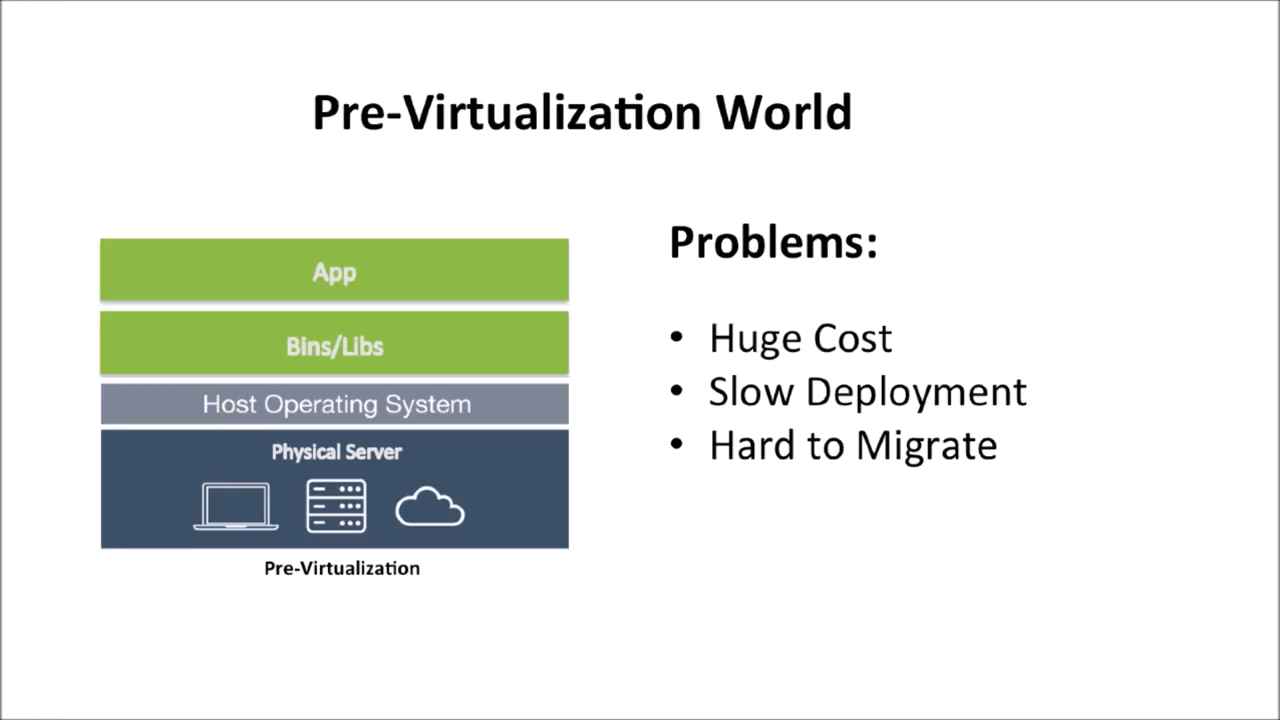 Pre-Virtualization World
App
Bins/Libs
Host Operating System
Physical Server
Pre-Virtualization
Problems:
• Huge Cost
• Slow Deployment
• Hard to Migrate